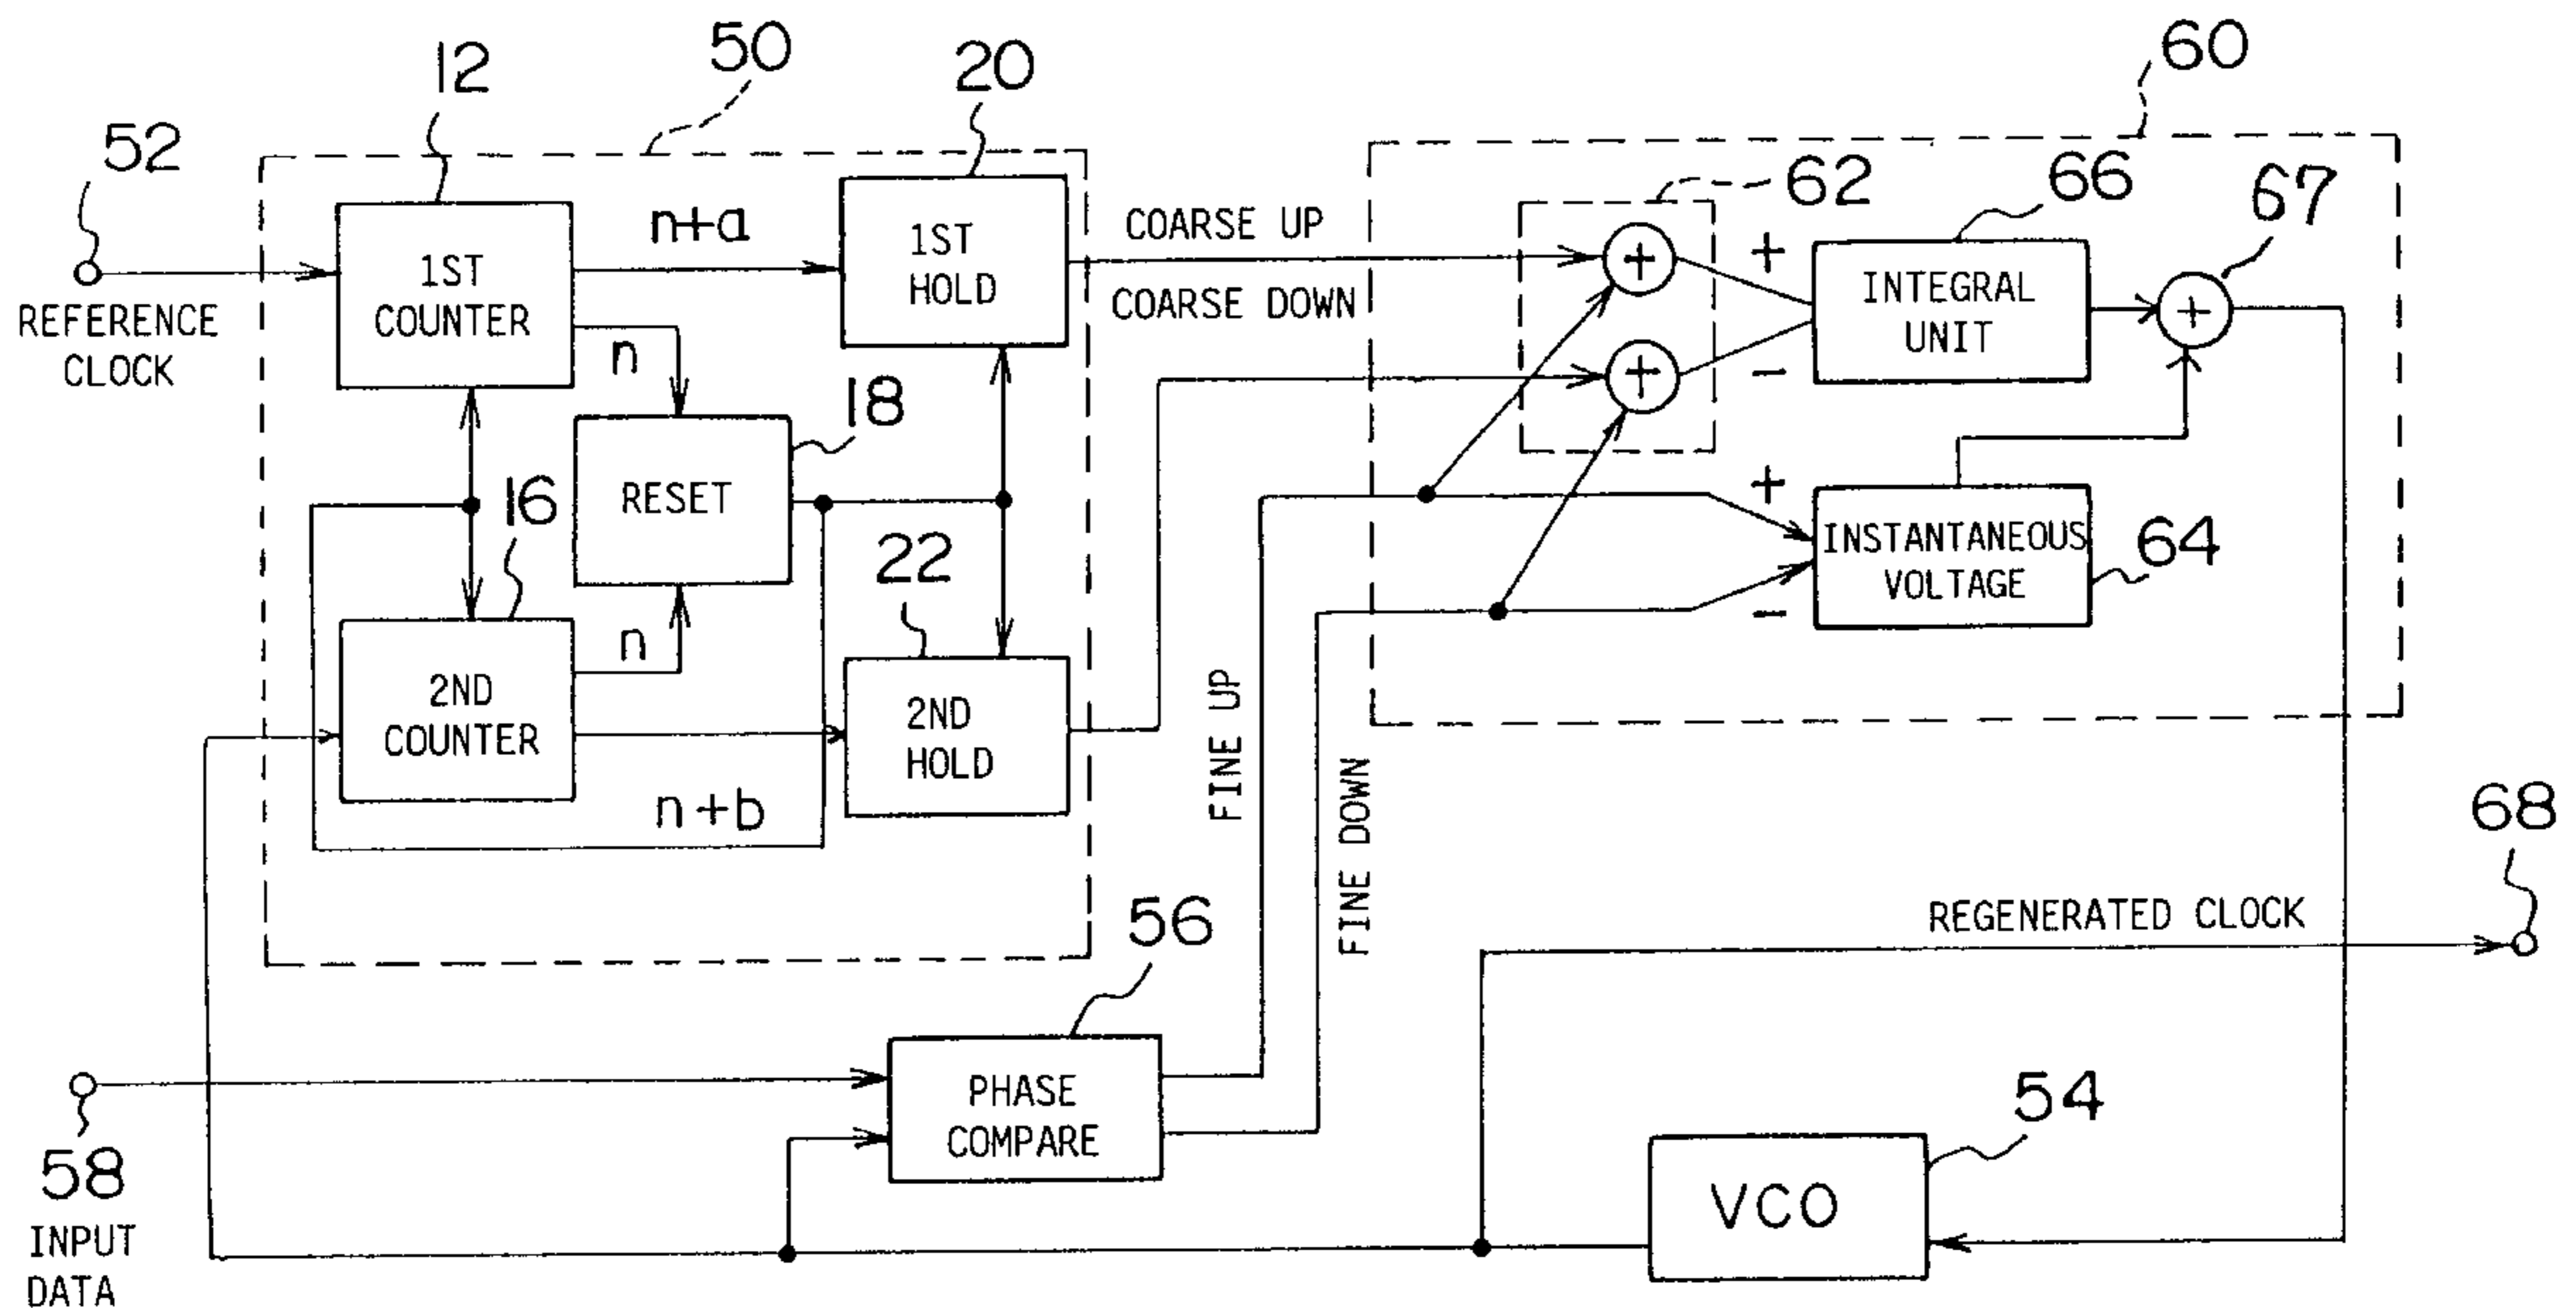 50
60
12
20
52
62
66
67
n+a
COARSE UP
1ST
HOLD
+
+
1ST
COUNTER
REFERENCE
CLOCK
COARSE DOWN
INTEGRAL
UNIT
+
n
+
−
18
RESET
+
16
22
INSTANTANEOUS
VOLTAGE
64
−
n
2ND
COUNTER
2ND
HOLD
n+b
FINE UP
FINE DOWN
68
REGENERATED CLOCK
56
PHASE
COMPARE
58
INPUT
DATA
54
VCO